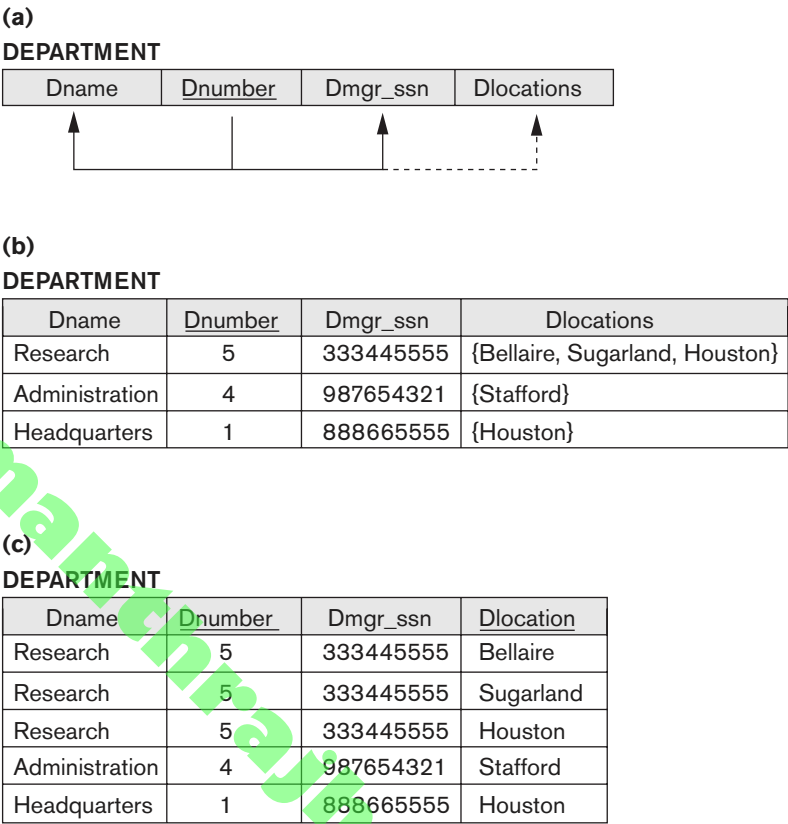 (a)
DEPARTMENT
Dname Dnumber Dmgr_ssn Dlocations
(b)
DEPARTMENT
Dname Dnumber Dmgr_ssn Dlocations
Research 5 333445555 {Bellaire, Sugarland, Houston}
Administration 4 987654321 {Stafford}
Headquarters 1 888665555 {Houston}
(c)
DEPARTMENT
Dname Dnumber Dmgr_ssn Dlocation
Research 5 333445555 Bellaire
Research 5 333445555 Sugarland
Research 5 333445555 Houston
Administration 4 987654321 Stafford
Headquarters 1 888665555 Houston